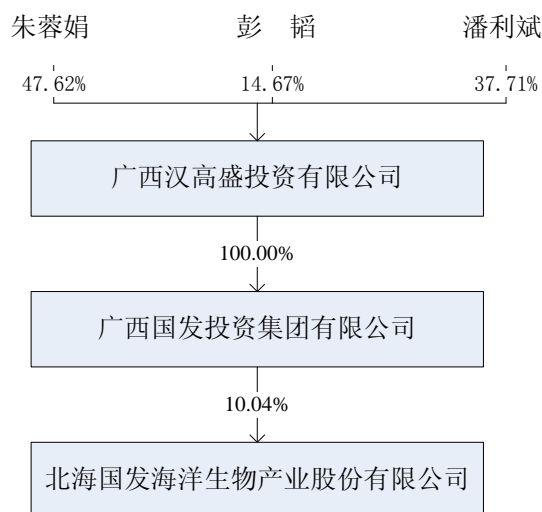 朱蓉娟 彭 韬 潘利斌
47.62% 14.67% 37.71%
广西汉高盛投资有限公司
100.00%
广西国发投资集团有限公司
10.04%
北海国发海洋生物产业股份有限公司